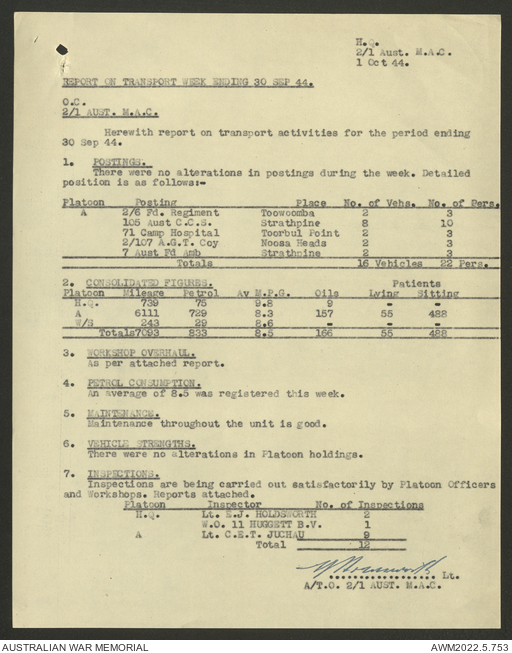 H.Q.
2/1 Aust. M.A.C.
1 Oct 44.
REPORT ON TRANSPORT WEEK ENDING 30 SEP 44.
O.C.
2/1 AUST. M.A.C.
Herewith report on transport activities for the period ending
30 Sep 44.
1. POSTINGS.
There were no alterations in postings during the week. Detailed
position is as follows:-
Platoon Posting Place No. of Vehs. No. of Pers.
A 2/6 Fd. Regiment Toowoomba 2 3
105 Aust C.C.S. Strathpine 8 10
71 Camp Hospital Toorbul Point 2 3
2/107 A.G.T. Coy Noosa Heads 2 3
7 Aust Fd Amb Strathpine 2 3
Totals 16 Vehicles 22 Pers.
2. CONSOLIDATED FIGURES. Patients
Platoon Mileage Petrol Av M.P.G. Oils Lying Sitting
H.Q. 739 75 9.8 9 - -
A 6111 729 8.3 157 55 488
W/S 243 29 8.6 - - -
Totals7093 833 8.5 166 55 488
3. WORKSHOP OVERHAUL.
As per attached report.
4. PETROL CONSUMPTION.
An average of 8.5 was registered this week.
5. MAINTENANCE.
Maintenance throughout the unit is good.
6. VEHICLE STRENGTHS.
There were no alterations in Platoon holdings.
7. INSPECTIONS.
Inspections are being carried out satisfactorily by Platoon Officers
and Workshops. Reports attached.
Platoon Inspector No. of Inspections
H.Q. Lt. E.J. HOLDSWORTH 2
W.O. 11 HUGGETT B.V. 1
A Lt. C.E.T. JUCHAU 9
Total 12
................ Lt.
A/T.O. 2/1 AUST. M.A.C.
AUSTRALIAN WAR MEMORIAL
AWM2022.5.753